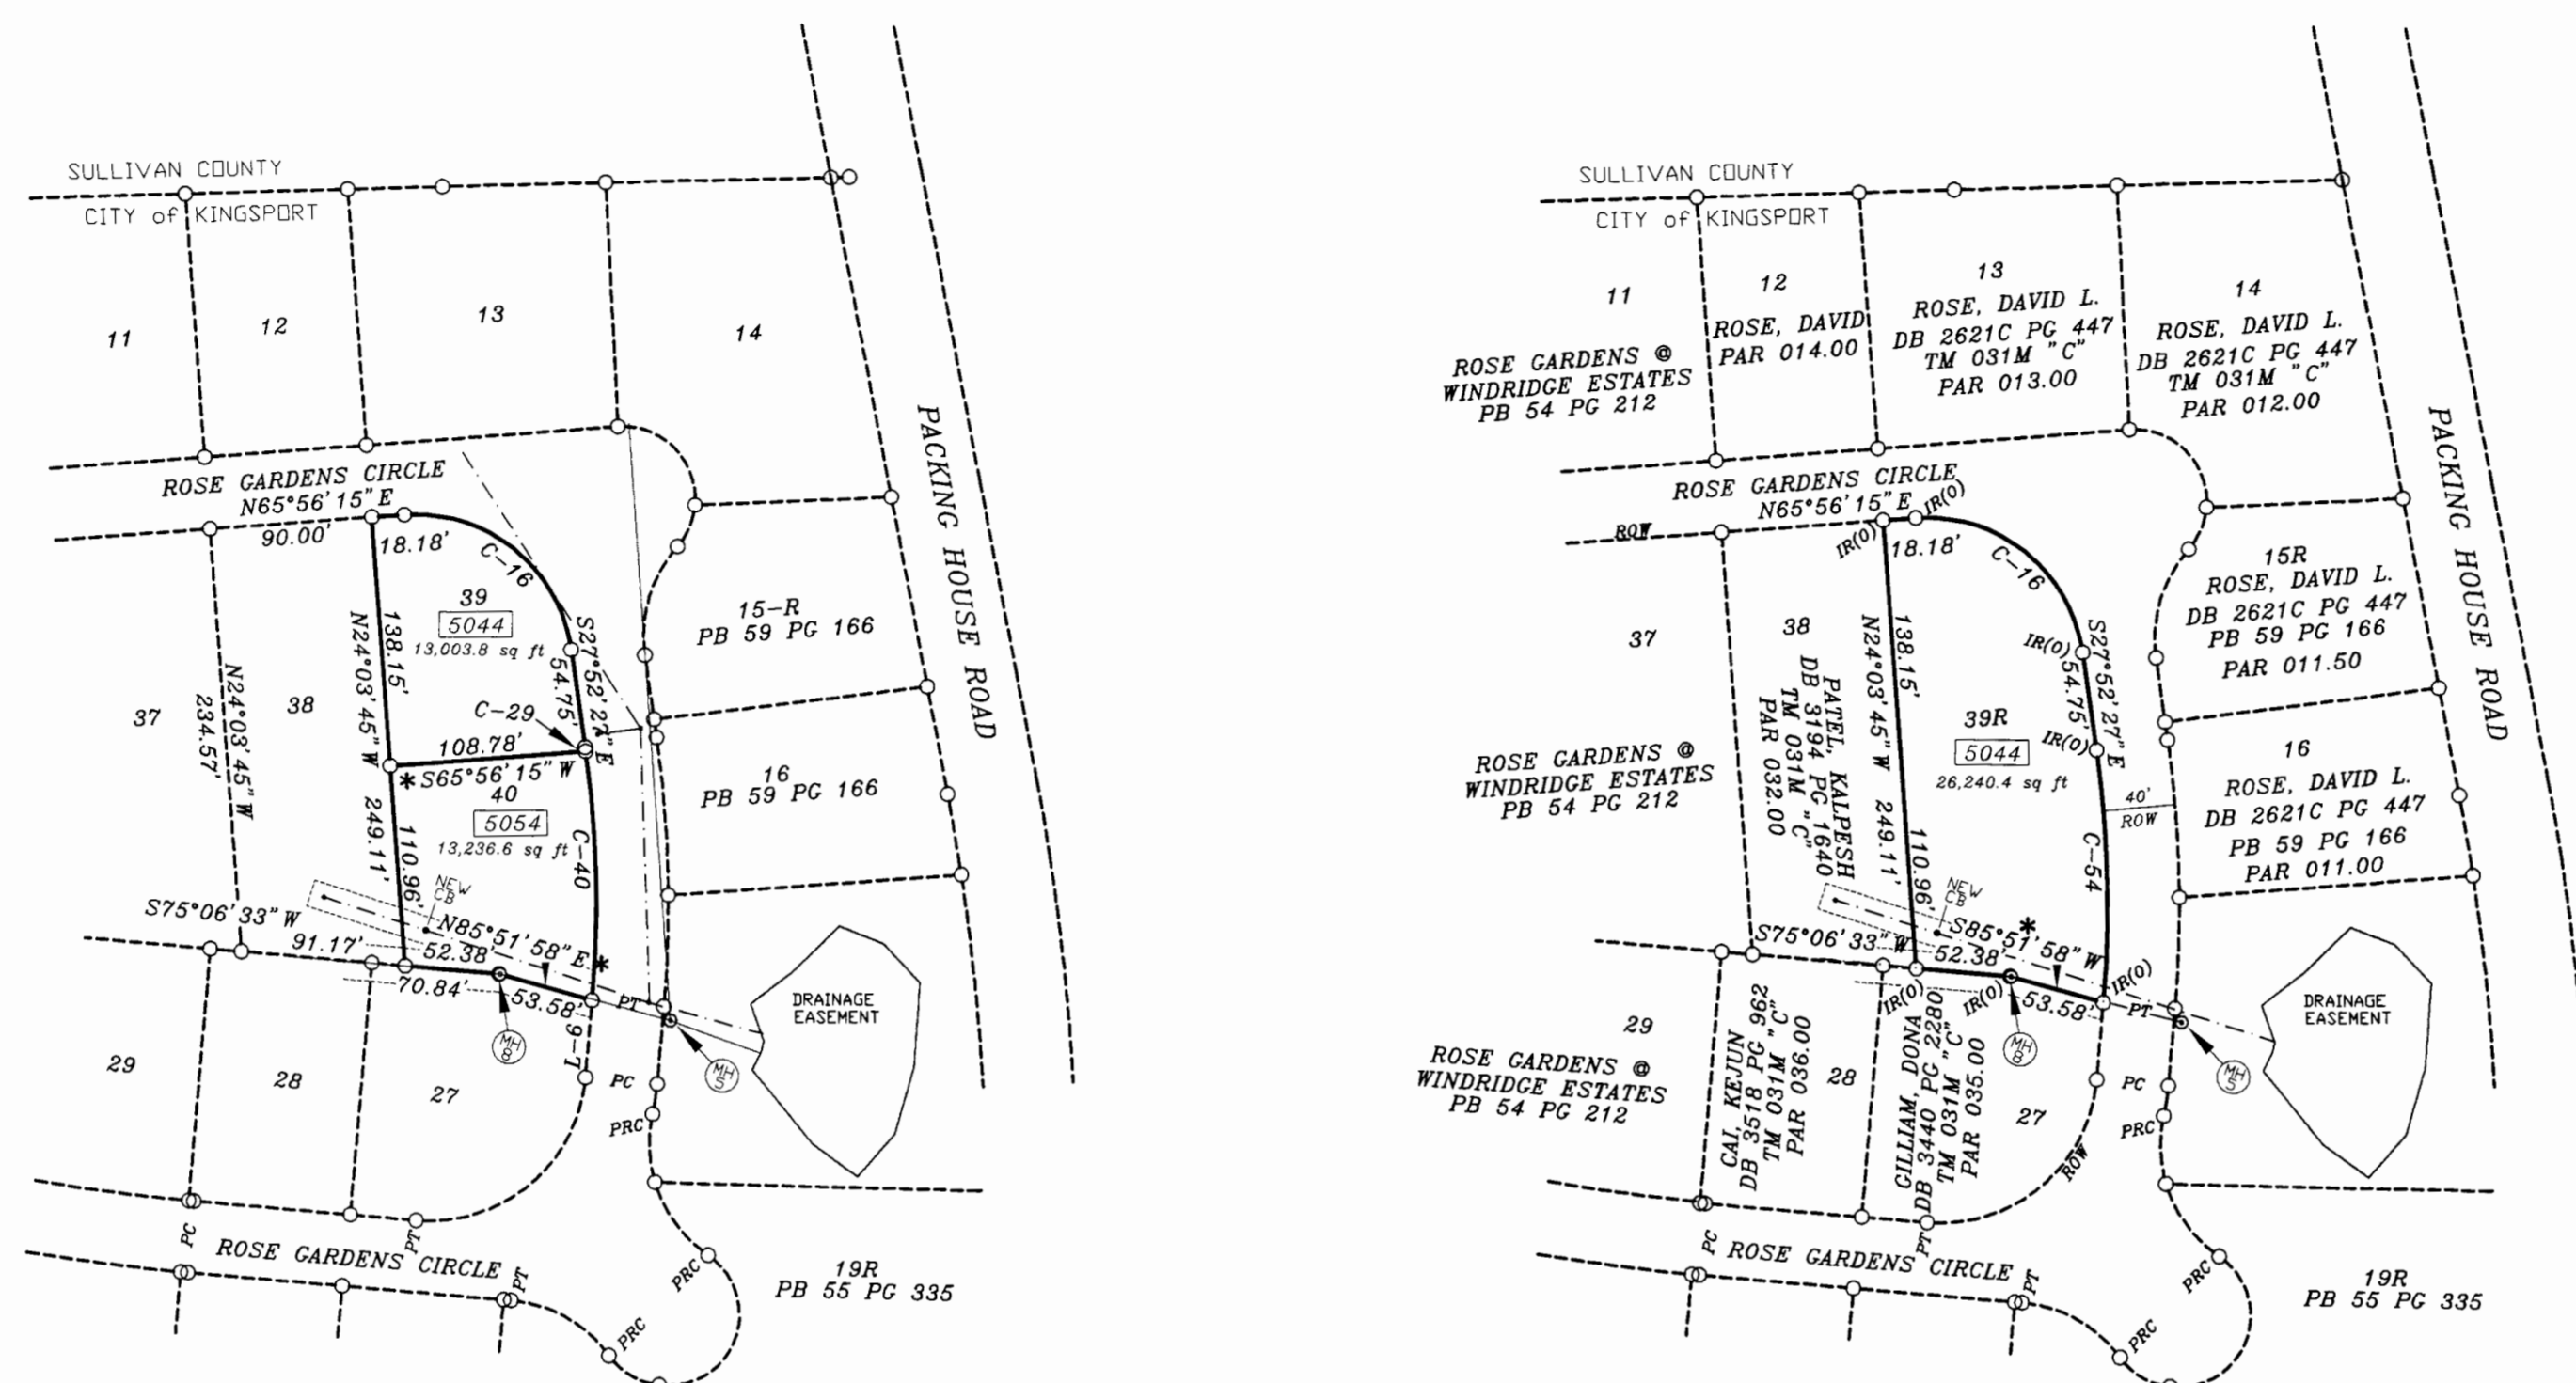 SULLIVAN COUNTY
CITY of KINGSPORT
11
12
13
14
ROSE GARDENS CIRCLE
N65°56'15"E
90.00'
18.18'
C-16
PACKING HOUSE ROAD
39
5044
13,003.8 sq ft
138.15'
N24°03'45"W
S27°52'27"E
54.75'
15-R
PB 59 PG 166
37
N24°03'45"W
234.57'
38
C-29
108.78'
* S65°56'15"W
40
5054
13,236.6 sq ft
249.11'
110.96'
C-40
16
PB 59 PG 166
NEW
CB
S75°06'33"W
91.17'
52.38'
N85°51'58"E *
70.84'
53.58'
PT
DRAINAGE
EASEMENT
29
28
27
MH
8
L-6
PC
MH
5
PRC
PC
ROSE GARDENS CIRCLE
PT
PT
PRC
PRC
19R
PB 55 PG 335
SULLIVAN COUNTY
CITY of KINGSPORT
11
ROSE GARDENS @
WINDRIDGE ESTATES
PB 54 PG 212
12
ROSE, DAVID
PAR 014.00
13
ROSE, DAVID L.
DB 2621C PG 447
TM 031M "C"
PAR 013.00
14
ROSE, DAVID L.
DB 2621C PG 447
TM 031M "C"
PAR 012.00
ROSE GARDENS CIRCLE
N65°56'15"E
IR(O)
ROW
IR(O)
18.18'
C-16
PACKING HOUSE ROAD
15R
ROSE, DAVID L.
DB 2621C PG 447
PB 59 PG 166
PAR 011.50
37
38
PATEL, KALPESH
DB 3194 PG 1640
TM 031M "C"
PAR 032.00
138.15'
N24°03'45"W
249.11'
110.96'
IR(O)
S27°52'27"E
54.75'
IR(O)
39R
5044
26,240.4 sq ft
40'
ROW
C-54
16
ROSE, DAVID L.
DB 2621C PG 447
PB 59 PG 166
PAR 011.00
ROSE GARDENS @
WINDRIDGE ESTATES
PB 54 PG 212
NEW
CB
S75°06'33"W
52.38'
S85°51'58"W
*
IR(O)
IR(O)
IR(O)
53.58'
PT
DRAINAGE
EASEMENT
29
ROSE GARDENS @
WINDRIDGE ESTATES
PB 54 PG 212
CAI, KEJUN
DB 3518 PG 962
TM 031M "C"
PAR 036.00
28
GILLIAM, DONA
DB 3440 PG 2280
TM 031M "C"
PAR 035.00
27
MH
8
MH
5
PC
PRC
ROW
PC
ROSE GARDENS CIRCLE
PT
PT
PRC
PRC
19R
PB 55 PG 335